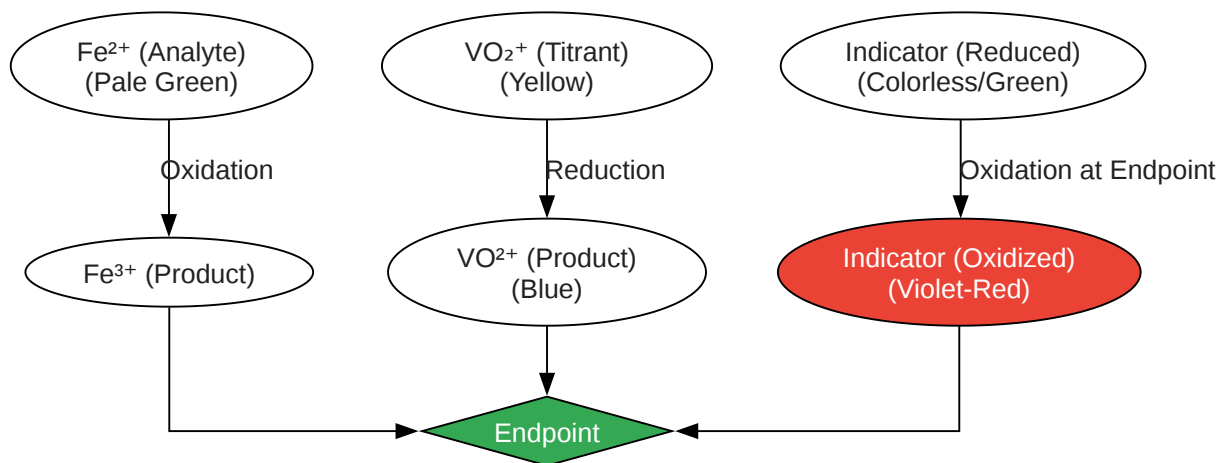 Fe²⁺ (Analyte)
(Pale Green)
VO₂⁺ (Titrant)
(Yellow)
Indicator (Reduced)
(Colorless/Green)
Oxidation
Reduction
Oxidation at Endpoint
Fe³⁺ (Product)
VO²⁺ (Product)
(Blue)
Indicator (Oxidized)
(Violet-Red)
Endpoint